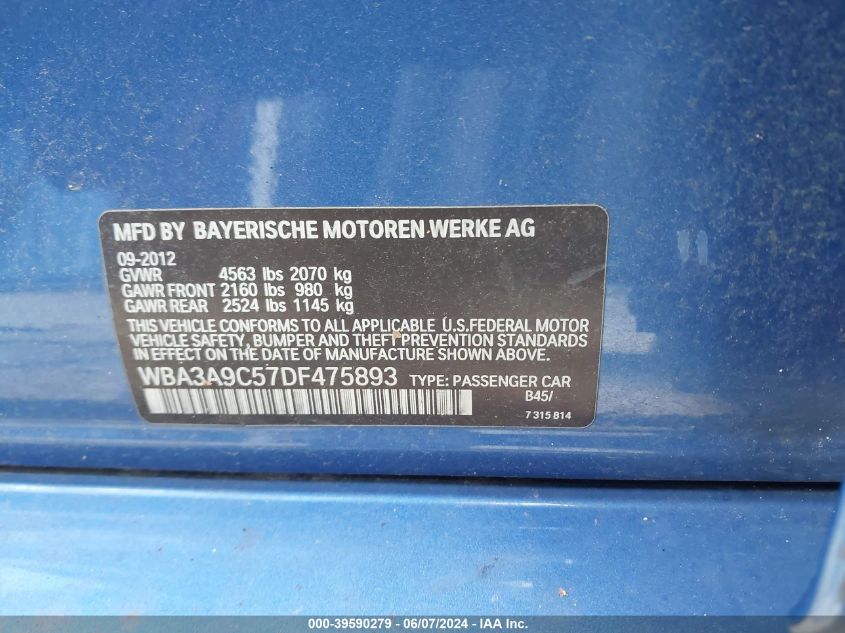 MFD BY BAYERISCHE MOTOREN WERKE AG
09-2012
GVWR 4563 lbs 2070 kg
GAWR FRONT 2160 lbs 980 kg
GAWR REAR 2524 lbs 1145 kg
THIS VEHICLE CONFORMS TO ALL APPLICABLE U.S.FEDERAL MOTOR
VEHICLE SAFETY, BUMPER AND THEFT PREVENTION STANDARDS
IN EFFECT ON THE DATE OF MANUFACTURE SHOWN ABOVE.
WBA3A9C57DF475893 TYPE: PASSENGER CAR
B45/
7 315 814
000-39590279 - 06/07/2024 - IAAI Inc.